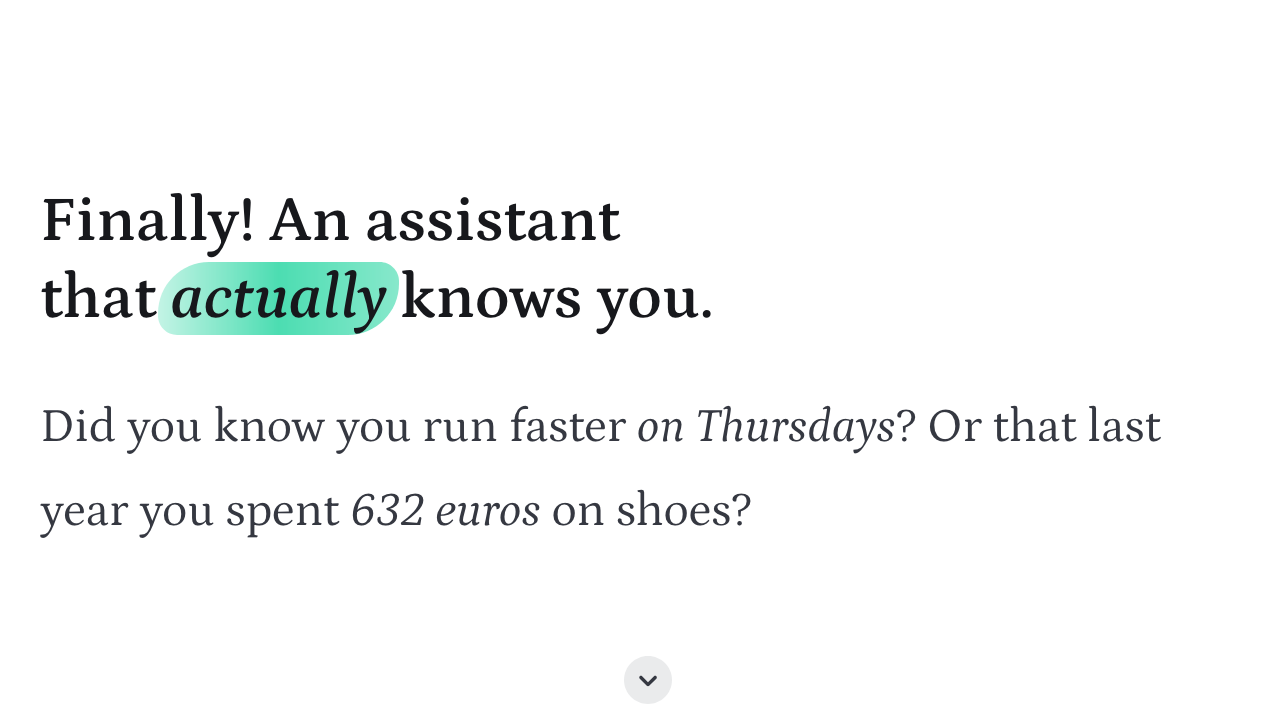 Finally! An assistant
that actually knows you.
Did you know you run faster on Thursdays? Or that last
year you spent 632 euros on shoes?